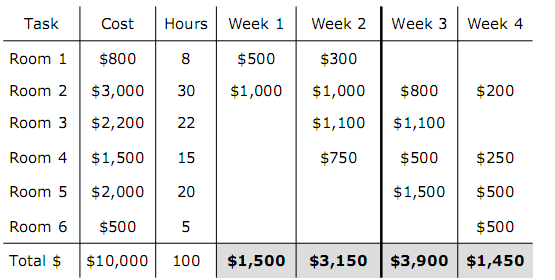 Task Cost Hours Week 1 Week 2 Week 3 Week 4
Room 1 $800 8 $500 $300
Room 2 $3,000 30 $1,000 $1,000 $800 $200
Room 3 $2,200 22 $1,100 $1,100
Room 4 $1,500 15 $750 $500 $250
Room 5 $2,000 20 $1,500 $500
Room 6 $500 5 $500
Total $ $10,000 100 $1,500 $3,150 $3,900 $1,450